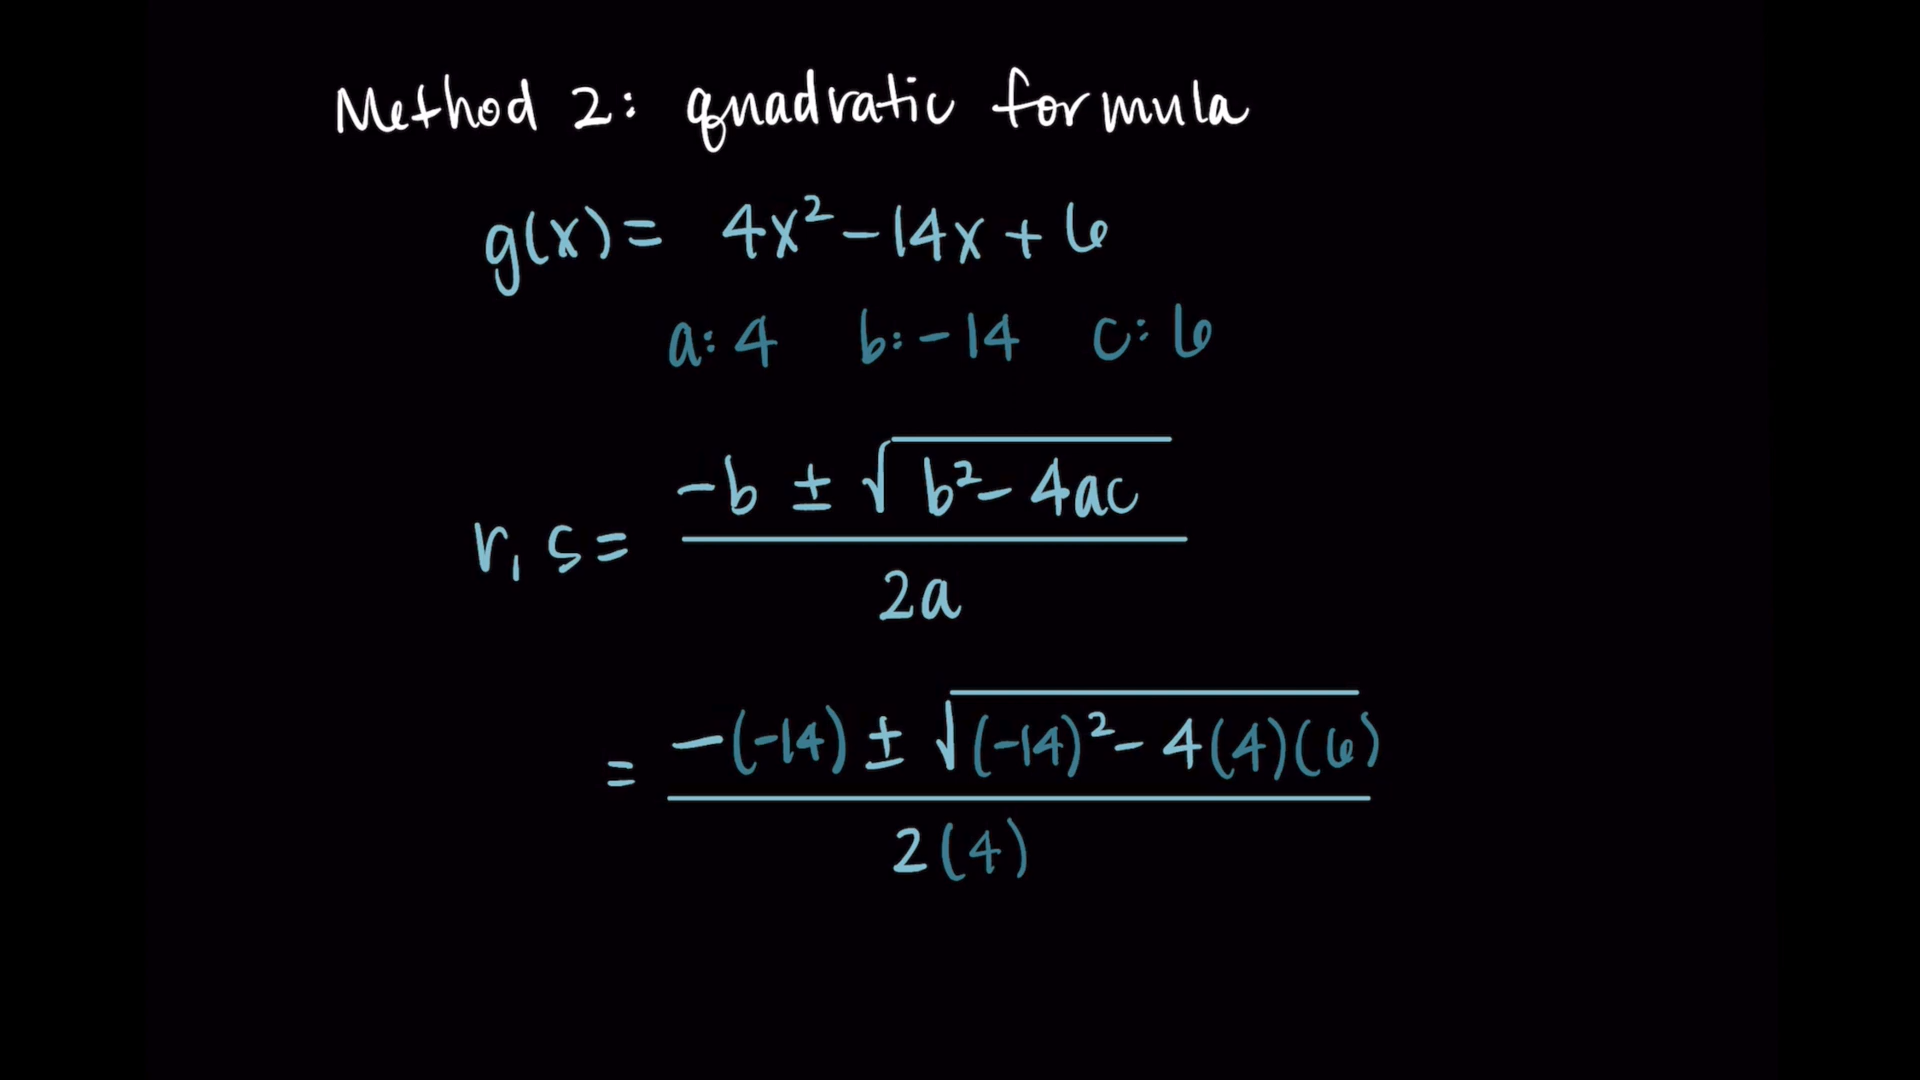 Method 2: quadratic formula
g(x) = 4x² - 14x + 6
a: 4 b: -14 c: 6
r, s = (-b ± √(b² - 4ac)) / (2a)
= (-(-14) ± √((-14)² - 4(4)(6))) / (2(4))